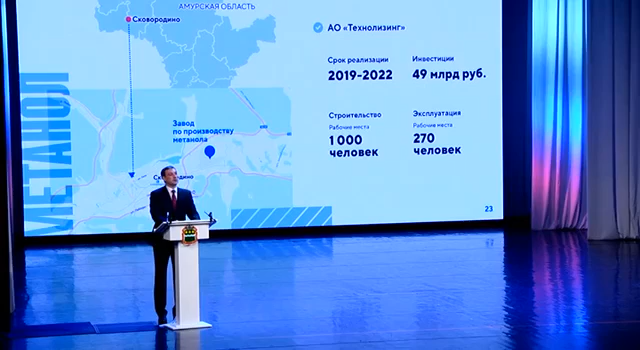 АМУРСКАЯ ОБЛАСТЬ
Сковородино
МЕТАНОЛ
Завод
по производству
метанола
Сковородино
АО «Технолизинг»
Срок реализации
2019-2022
Инвестиции
49 млрд руб.
Строительство
Рабочие места
1 000
человек
Эксплуатация
Рабочие места
270
человек
23